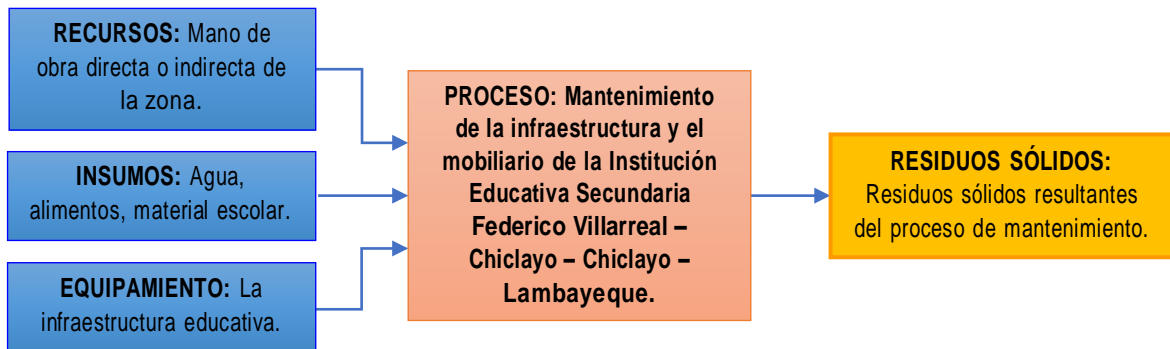 RECURSOS: Mano de
obra directa o indirecta de
la zona.
INSUMOS: Agua,
alimentos, material escolar.
EQUIPAMIENTO: La
infraestructura educativa.
PROCESO: Mantenimiento
de la infraestructura y el
mobiliario de la Institución
Educativa Secundaria
Federico Villarreal –
Chiclayo – Chiclayo –
Lambayeque.
RESIDUOS SÓLIDOS:
Residuos sólidos resultantes
del proceso de mantenimiento.